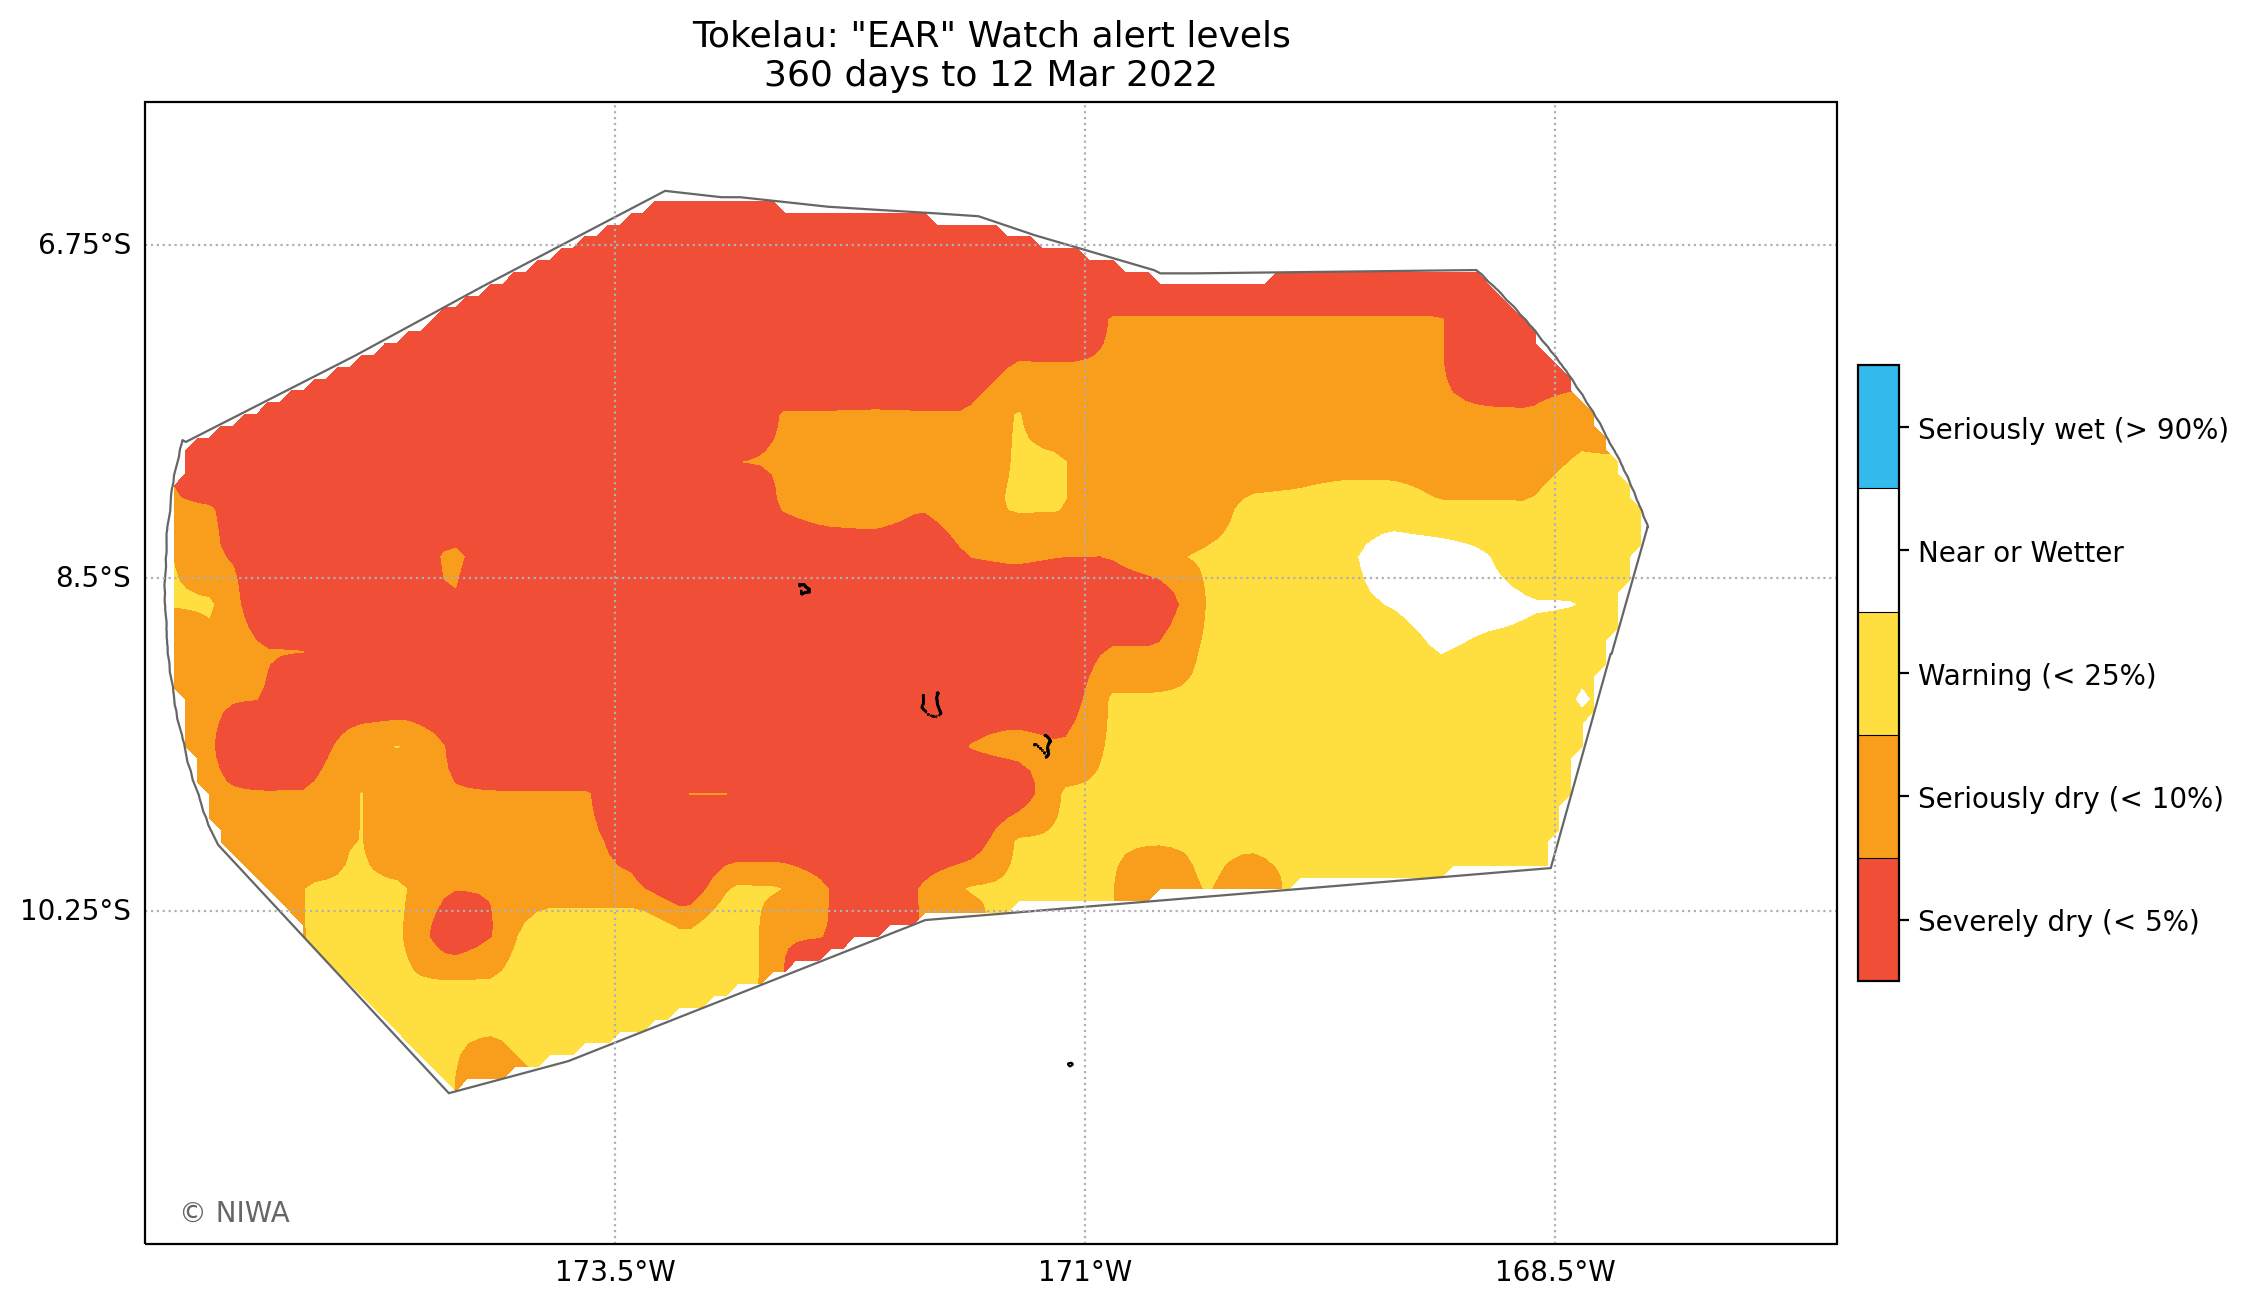 Tokelau: "EAR" Watch alert levels
360 days to 12 Mar 2022
6.75°S
8.5°S
10.25°S
173.5°W
171°W
168.5°W
Seriously wet (> 90%)
Near or Wetter
Warning (< 25%)
Seriously dry (< 10%)
Severely dry (< 5%)
© NIWA